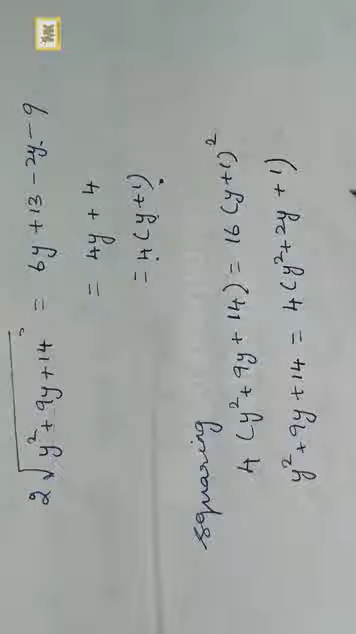 2√(y² + 9y + 14) = 6y + 13 - 2y - 9
= 4y + 4
= 4(y+1)
Squaring
4(y² + 9y + 14) = 16(y+1)²
y² + 9y + 14 = 4(y² + 2y + 1)